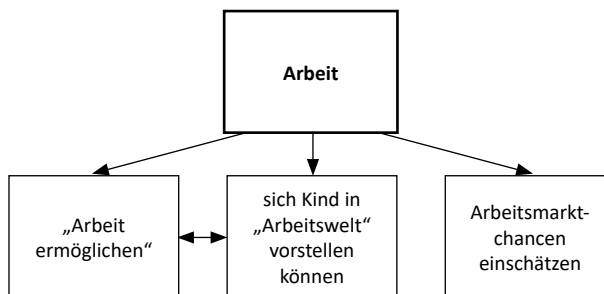 Arbeit
„Arbeit
ermöglichen“
sich Kind in
„Arbeitswelt“
vorstellen
können
Arbeitsmarkt-
chancen
einschätzen